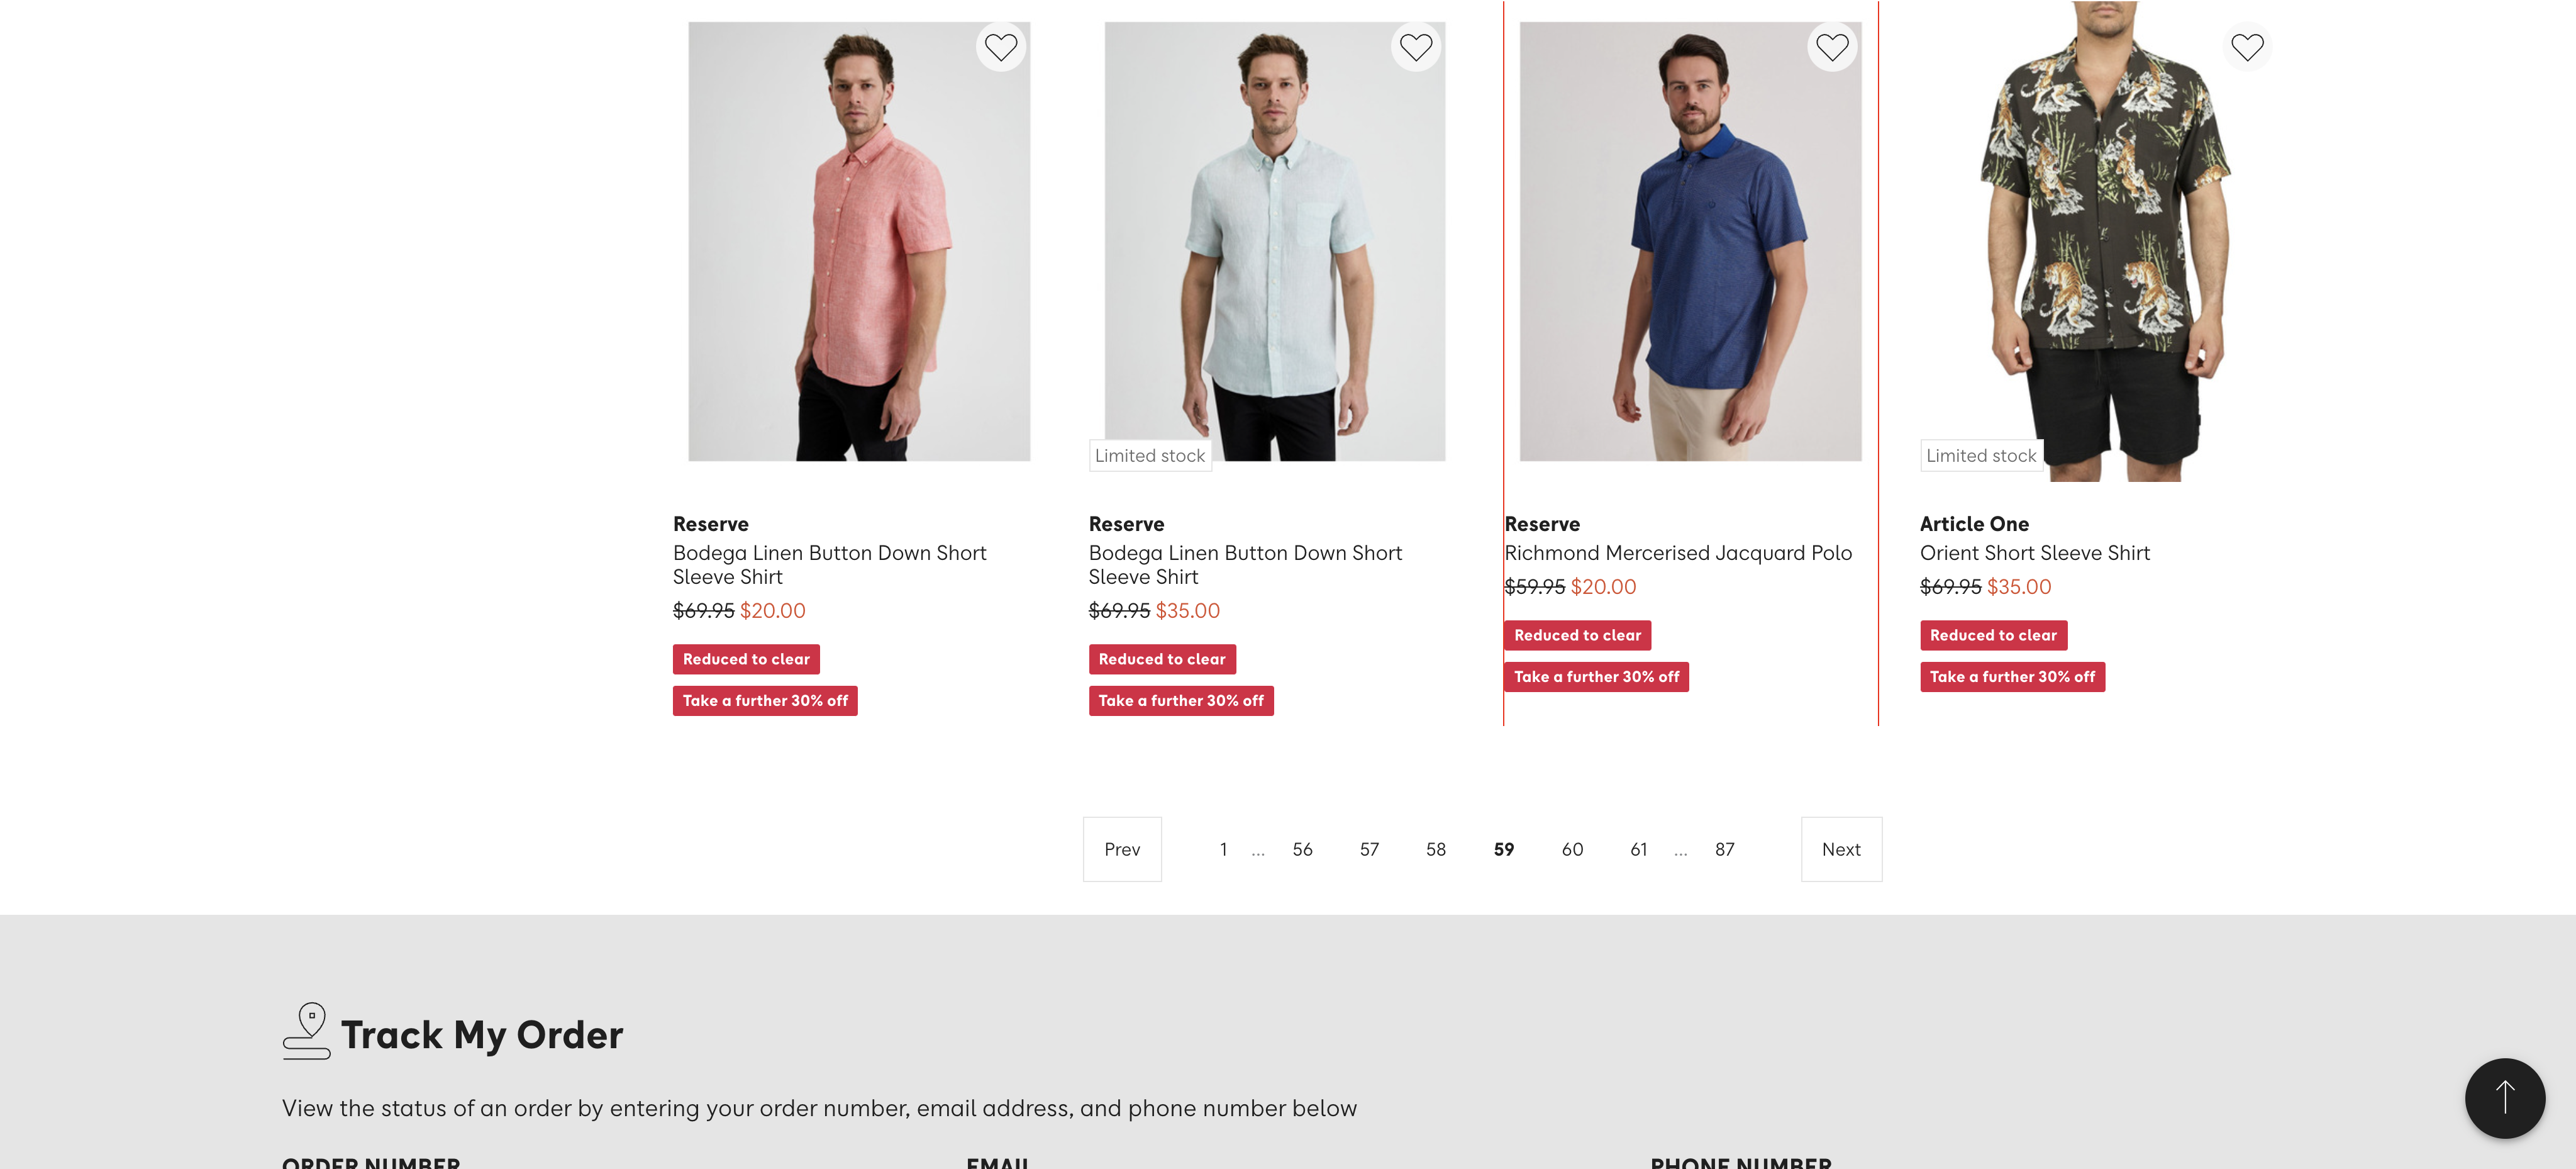 Limited stock
Limited stock
Reserve
Bodega Linen Button Down Short
Sleeve Shirt
$69.95 $20.00
Reduced to clear
Take a further 30% off
Reserve
Bodega Linen Button Down Short
Sleeve Shirt
$69.95 $35.00
Reduced to clear
Take a further 30% off
Reserve
Richmond Mercerised Jacquard Polo
$59.95 $20.00
Reduced to clear
Take a further 30% off
Article One
Orient Short Sleeve Shirt
$69.95 $35.00
Reduced to clear
Take a further 30% off
Prev 1 ... 56 57 58 59 60 61 ... 87 Next
Track My Order
View the status of an order by entering your order number, email address, and phone number below
ORDER NUMBER EMAIL PHONE NUMBER